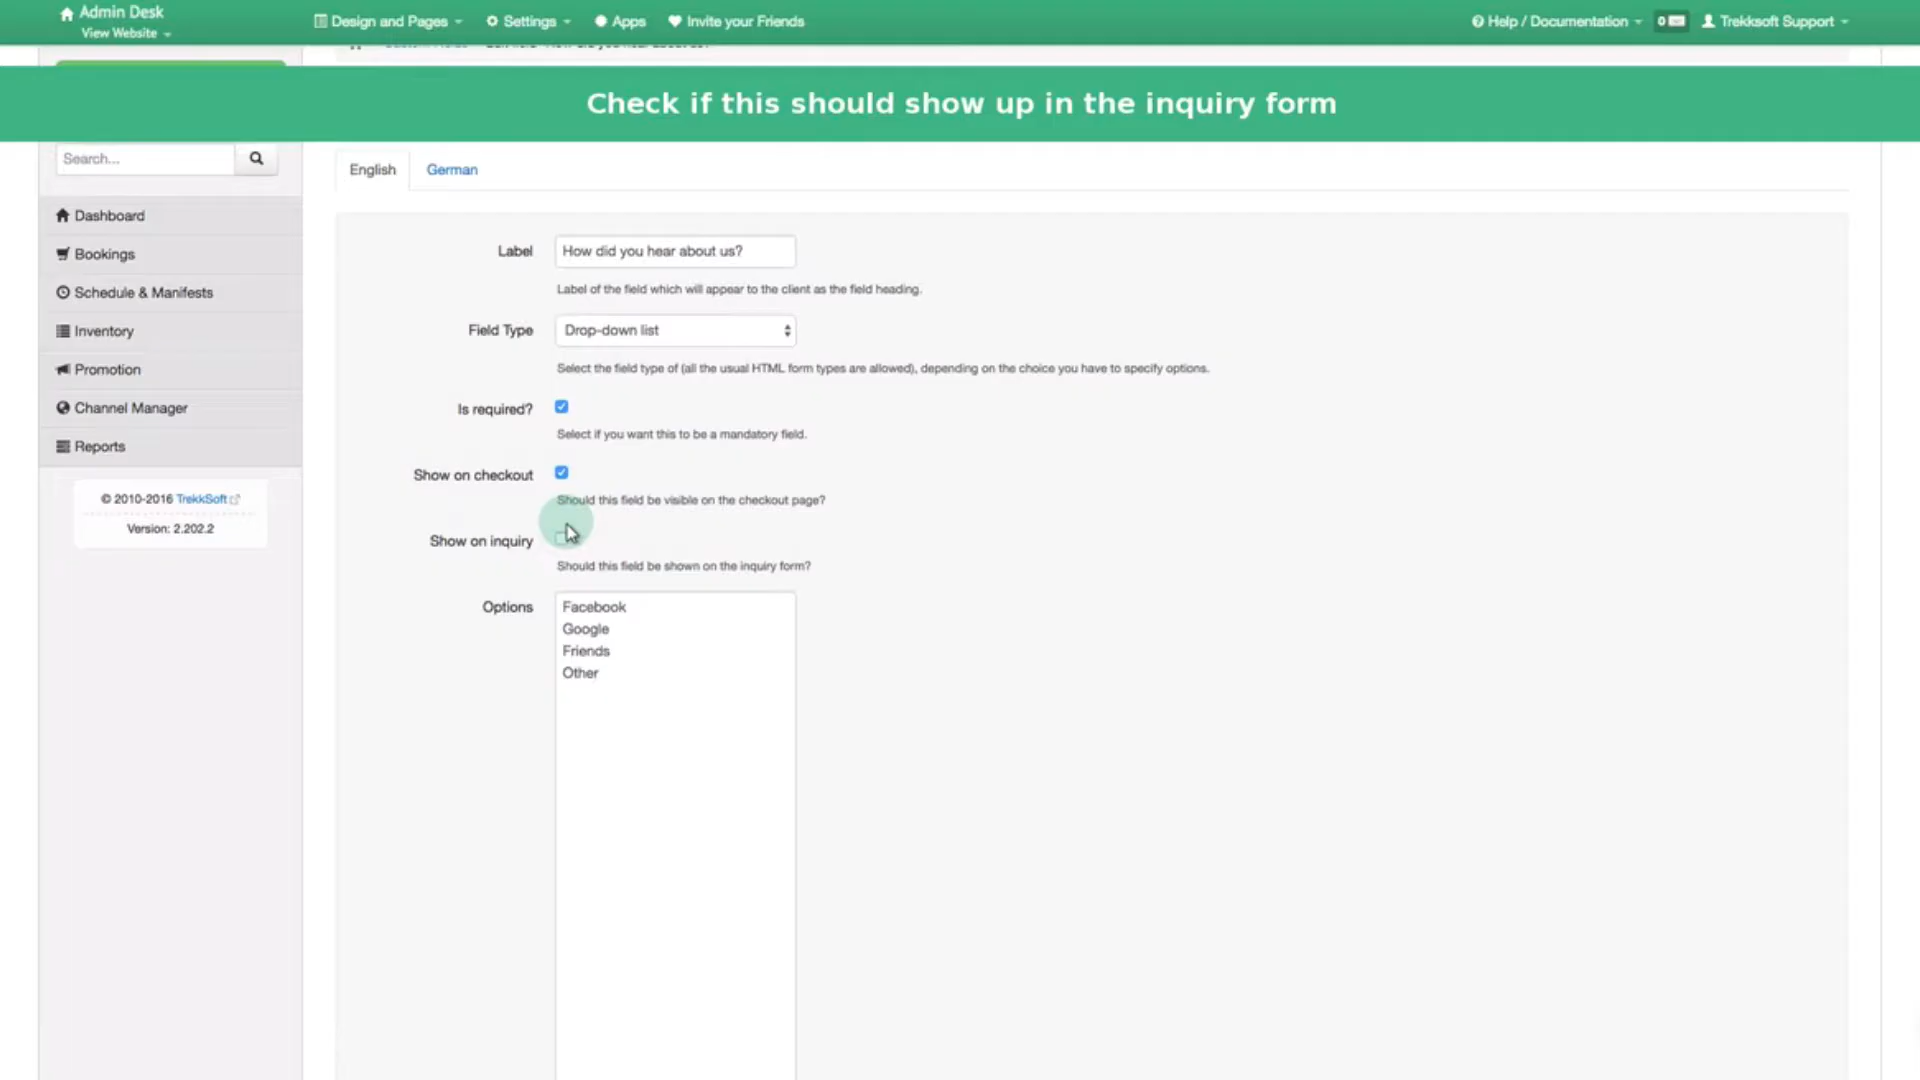 Admin Desk
View Website
Design and Pages
Settings
Apps
Invite your Friends
Help / Documentation
0
Trekksoft Support
Check if this should show up in the inquiry form
Search...
English
German
Dashboard
Bookings
Schedule & Manifests
Inventory
Promotion
Channel Manager
Reports
© 2010-2016 TrekkSoft
Version: 2.202.2
Label
How did you hear about us?
Label of the field which will appear to the client as the field heading.
Field Type
Drop-down list
Select the field type of (all the usual HTML form types are allowed), depending on the choice you have to specify options.
Is required?
Select if you want this to be a mandatory field.
Show on checkout
Should this field be visible on the checkout page?
Show on inquiry
Should this field be shown on the inquiry form?
Options
Facebook
Google
Friends
Other